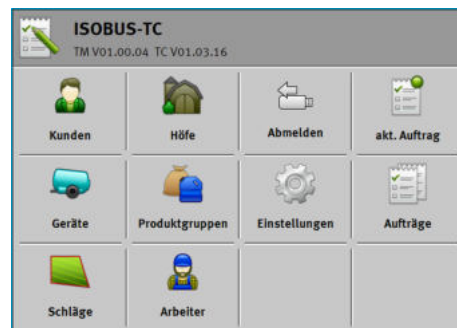 ISOBUS-TC
TM V01.00.04 TC V01.03.16
Kunden Höfe Abmelden akt. Auftrag
Geräte Produktgruppen Einstellungen Aufträge
Schläge Arbeiter